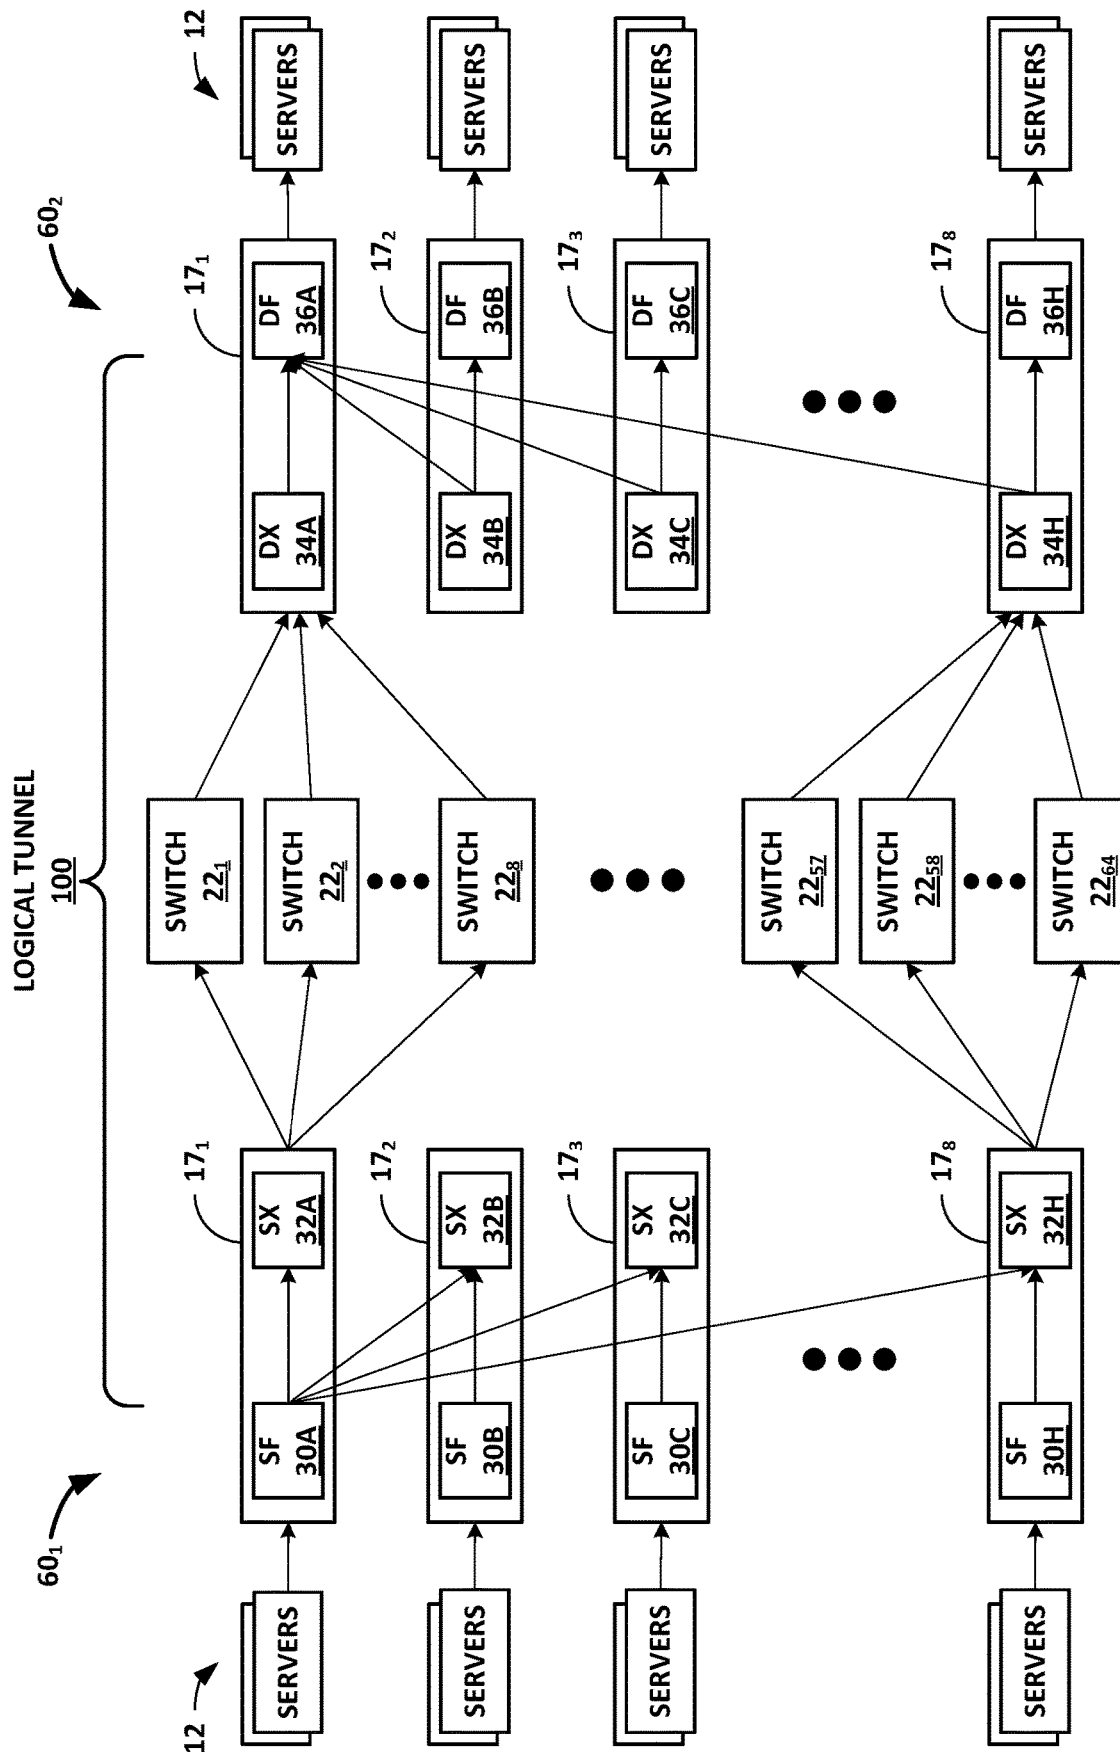 LOGICAL TUNNEL
100
60₁
60₂
12
12
SERVERS
17₁
SF
30A
SX
32A
SWITCH
22₁
SWITCH
22₂
SWITCH
22₈
17₁
DX
34A
DF
36A
SERVERS
SERVERS
17₂
SF
30B
SX
32B
17₂
DX
34B
DF
36B
SERVERS
SERVERS
17₃
SF
30C
SX
32C
17₃
DX
34C
DF
36C
SERVERS
SERVERS
17₈
SF
30H
SX
32H
SWITCH
22₅₇
SWITCH
22₅₈
SWITCH
22₆₄
17₈
DX
34H
DF
36H
SERVERS